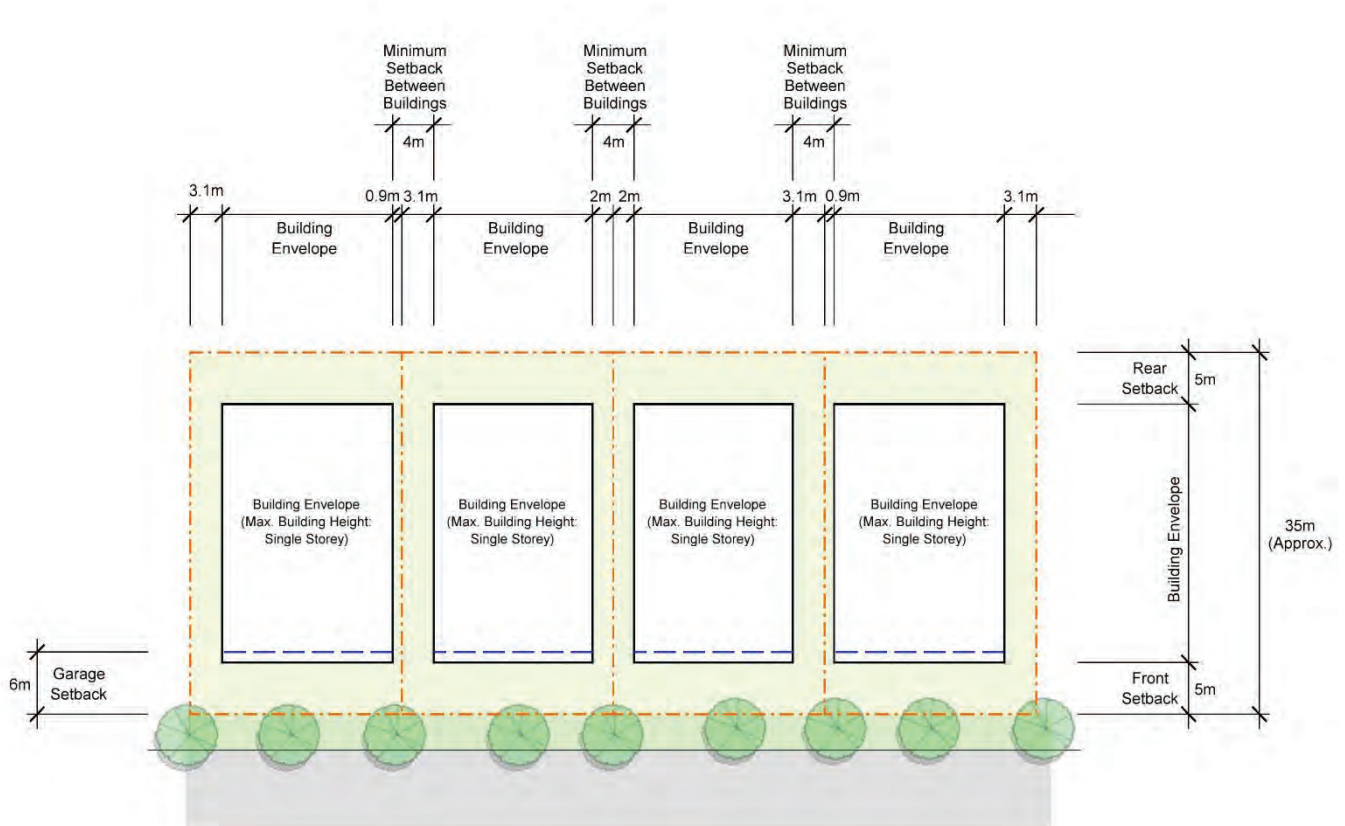 Minimum
Setback
Between
Buildings
Minimum
Setback
Between
Buildings
Minimum
Setback
Between
Buildings
4m
4m
4m
3.1m
0.9m 3.1m
2m 2m
3.1m 0.9m
3.1m
Building
Envelope
Building
Envelope
Building
Envelope
Building
Envelope
Rear
Setback
5m
Building Envelope
(Max. Building Height:
Single Storey)
Building Envelope
(Max. Building Height:
Single Storey)
Building Envelope
(Max. Building Height:
Single Storey)
Building Envelope
(Max. Building Height:
Single Storey)
Building Envelope
35m
(Approx.)
6m
Garage
Setback
Front
Setback
5m